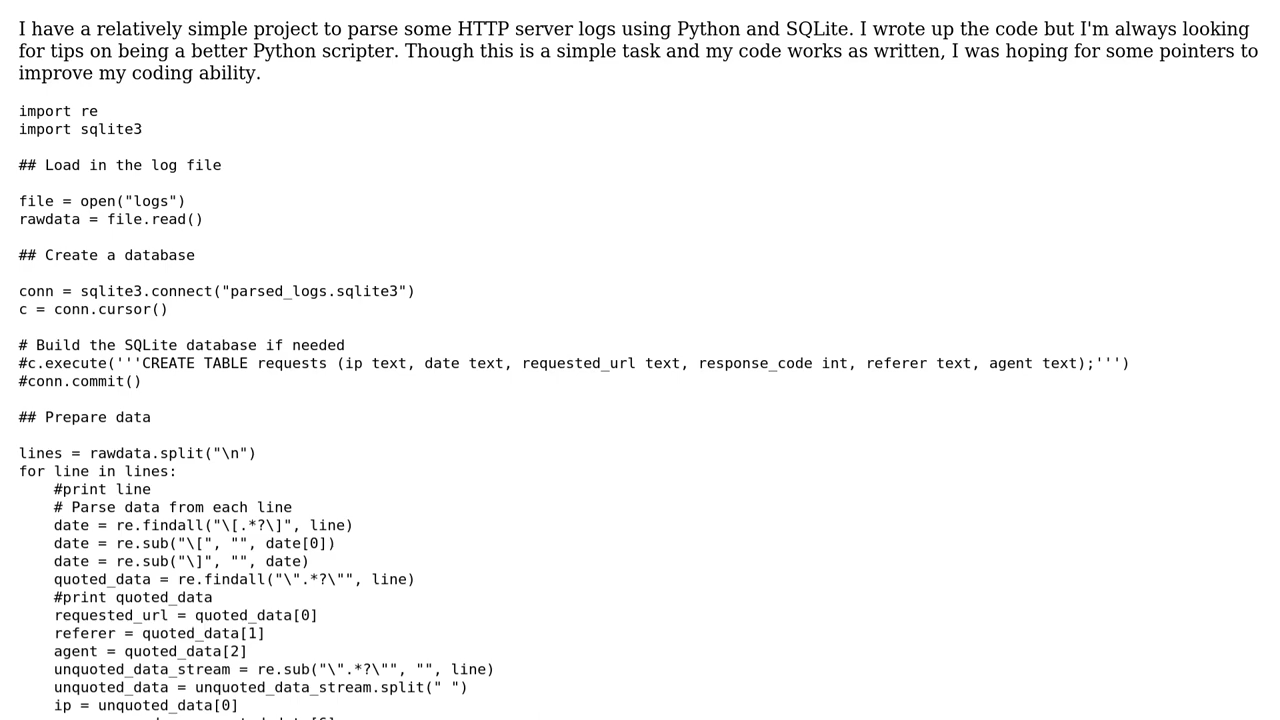 I have a relatively simple project to parse some HTTP server logs using Python and SQLite. I wrote up the code but I'm always looking
for tips on being a better Python scripter. Though this is a simple task and my code works as written, I was hoping for some pointers to
improve my coding ability.
import re
import sqlite3
## Load in the log file
file = open("logs")
rawdata = file.read()
## Create a database
conn = sqlite3.connect("parsed_logs.sqlite3")
c = conn.cursor()
# Build the SQLite database if needed
#c.execute('''CREATE TABLE requests (ip text, date text, requested_url text, response_code int, referer text, agent text);''')
#conn.commit()
## Prepare data
lines = rawdata.split("\n")
for line in lines:
    #print line
    # Parse data from each line
    date = re.findall("\[.*?\]", line)
    date = re.sub("\[", "", date[0])
    date = re.sub("\]", "", date)
    quoted_data = re.findall("\".*?\"", line)
    #print quoted_data
    requested_url = quoted_data[0]
    referer = quoted_data[1]
    agent = quoted_data[2]
    unquoted_data_stream = re.sub("\".*?\"", "", line)
    unquoted_data = unquoted_data_stream.split(" ")
    ip = unquoted_data[0]